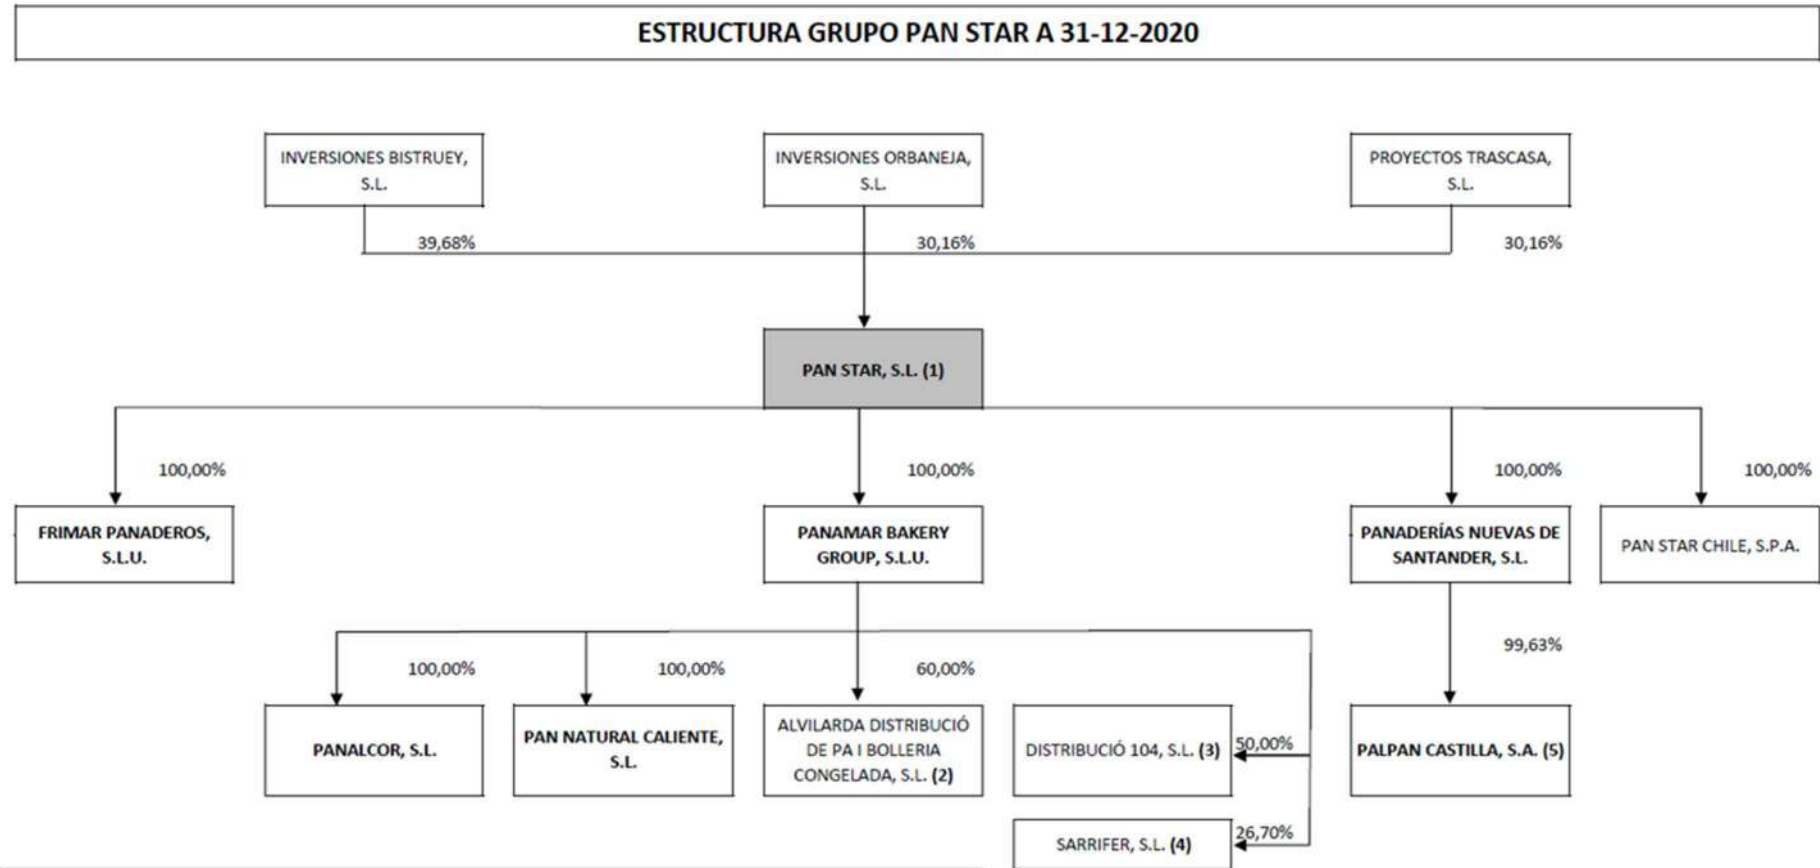 ESTRUCTURA GRUPO PAN STAR A 31-12-2020
INVERSIONES BISTRUEY,
S.L.
INVERSIONES ORBANEJA,
S.L.
PROYECTOS TRASCASA,
S.L.
39,68%
30,16%
30,16%
PAN STAR, S.L. (1)
100,00%
100,00%
100,00%
100,00%
FRIMAR PANADEROS,
S.L.U.
PANAMAR BAKERY
GROUP, S.L.U.
PANADERÍAS NUEVAS DE
SANTANDER, S.L.
PAN STAR CHILE, S.P.A.
100,00%
100,00%
60,00%
99,63%
PANALCOR, S.L.
PAN NATURAL CALIENTE,
S.L.
ALVILARDA DISTRIBUCIÓ
DE PA I BOLLERIA
CONGELADA, S.L. (2)
DISTRIBUCIÓ 104, S.L. (3)
50,00%
PALPAN CASTILLA, S.A. (5)
SARRIFER, S.L. (4)
26,70%